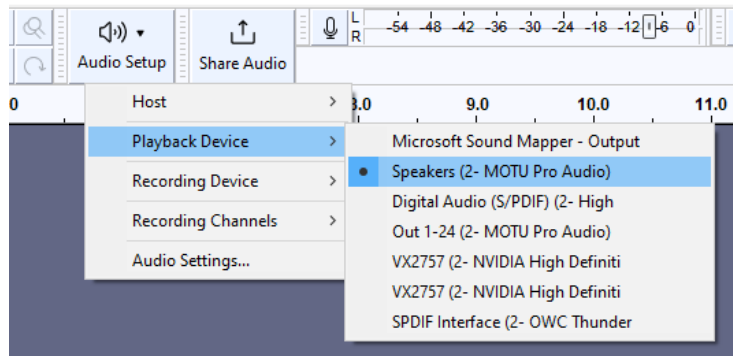 L
R
-54 -48 -42 -36 -30 -24 -18 -12 -6 0
Audio Setup
Share Audio
0 9.0 10.0 11.0
Host
Playback Device
Recording Device
Recording Channels
Audio Settings...
Microsoft Sound Mapper - Output
Speakers (2- MOTU Pro Audio)
Digital Audio (S/PDIF) (2- High
Out 1-24 (2- MOTU Pro Audio)
VX2757 (2- NVIDIA High Definiti
VX2757 (2- NVIDIA High Definiti
SPDIF Interface (2- OWC Thunder